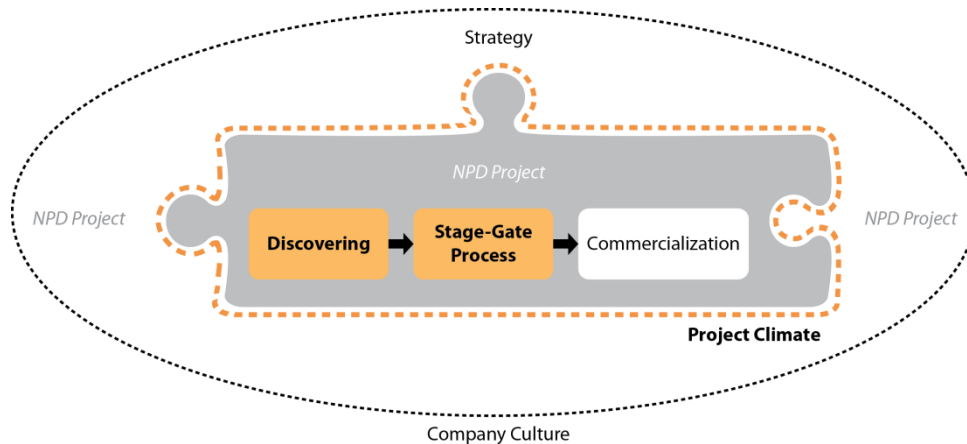 Strategy
NPD Project
NPD Project
NPD Project
Discovering
Stage-Gate
Process
Commercialization
Project Climate
Company Culture